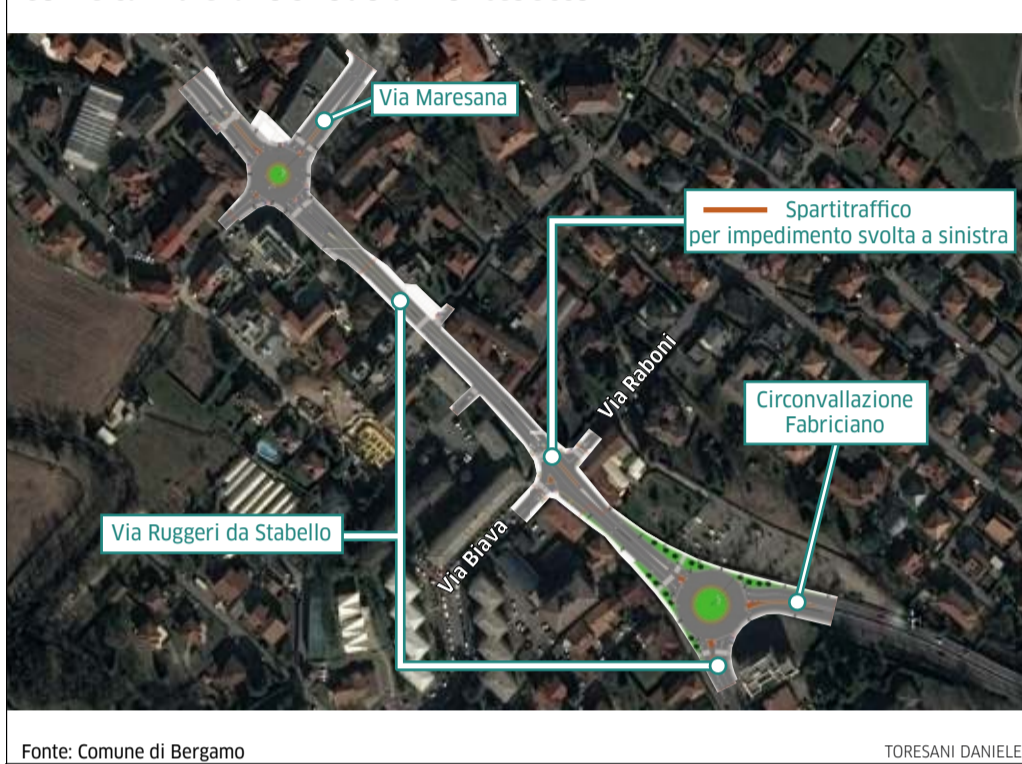 Via Maresana
Spartitraffico
per impedimento svolta a sinistra
Via Raboni
Circonvallazione
Fabriciano
Via Ruggeri da Stabello
Via Biava
Fonte: Comune di Bergamo
TORESANI DANIELE